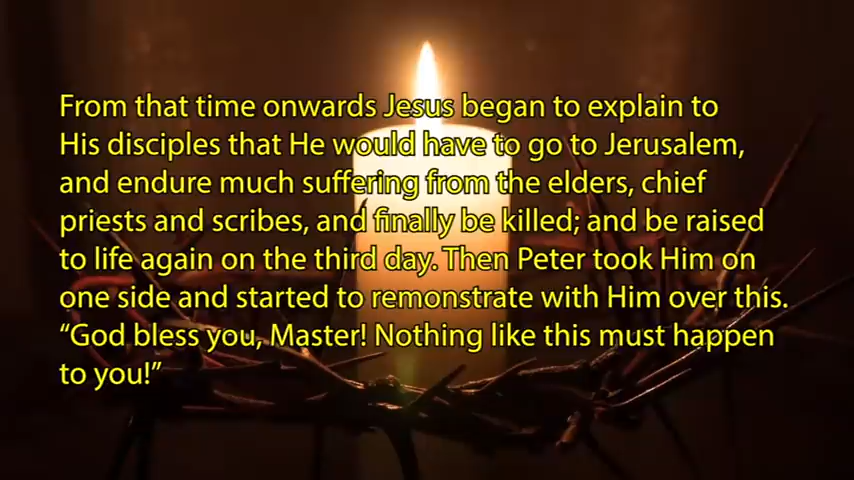 From that time onwards Jesus began to explain to
His disciples that He would have to go to Jerusalem,
and endure much suffering from the elders, chief
priests and scribes, and finally be killed; and be raised
to life again on the third day. Then Peter took Him on
one side and started to remonstrate with Him over this.
“God bless you, Master! Nothing like this must happen
to you!”